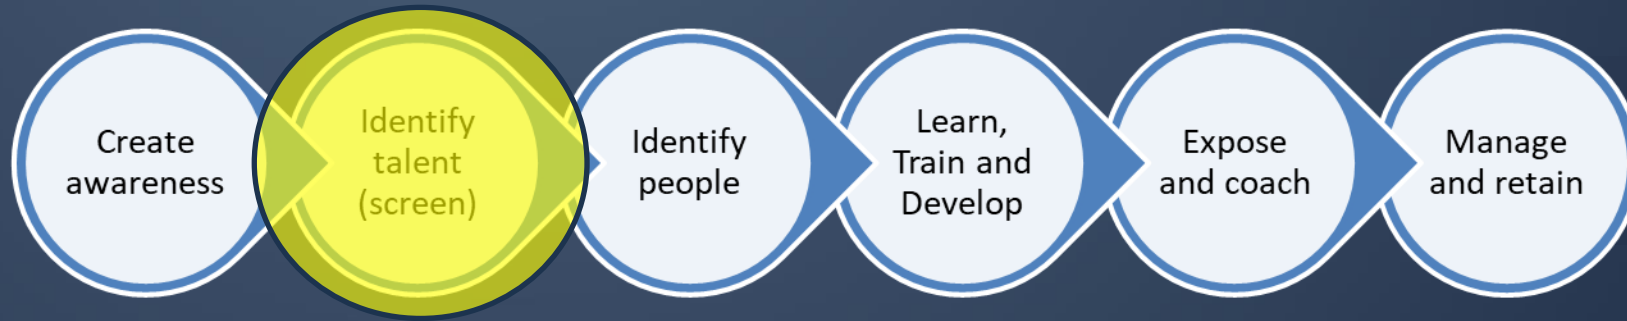 Create
awareness
Identify
talent
(screen)
Identify
people
Learn,
Train and
Develop
Expose
and coach
Manage
and retain